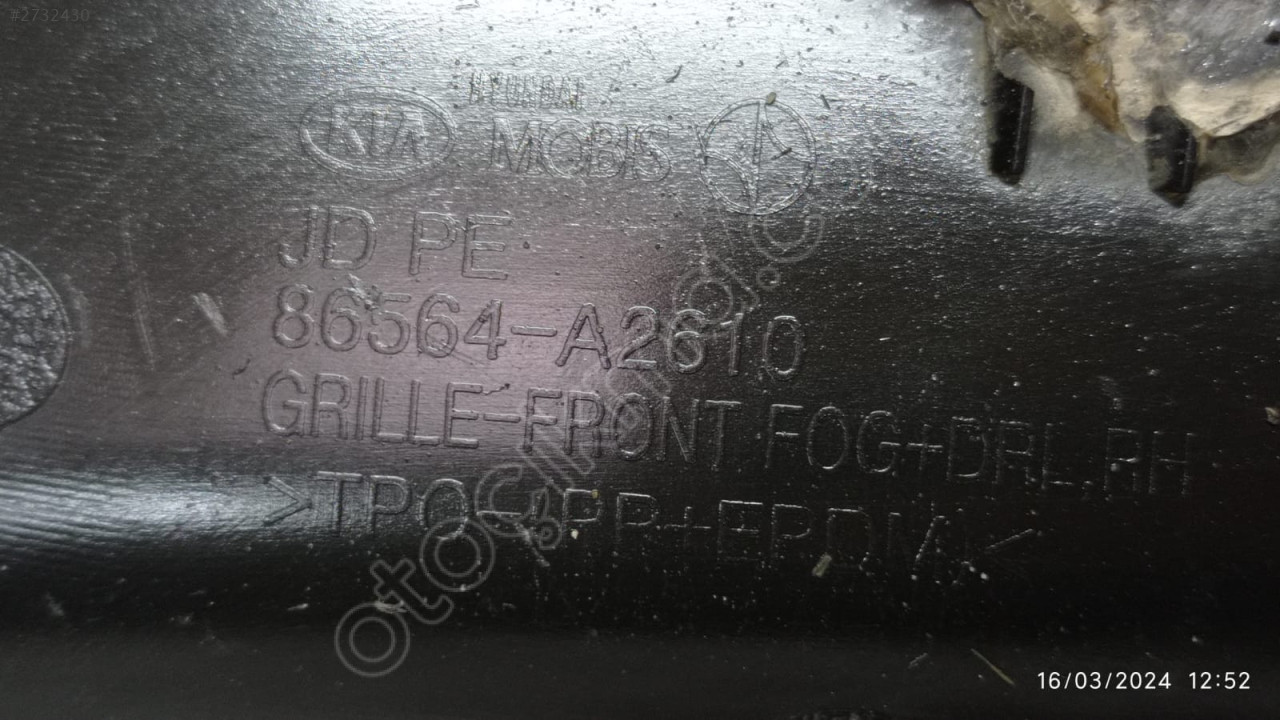 #2732430
KIA
HYUNDAI
MOBIS
JD PE
86564-A2610
GRILLE-FRONT FOG+DRL,RH
>TPO-(PP+EPDM)<
16/03/2024 12:52